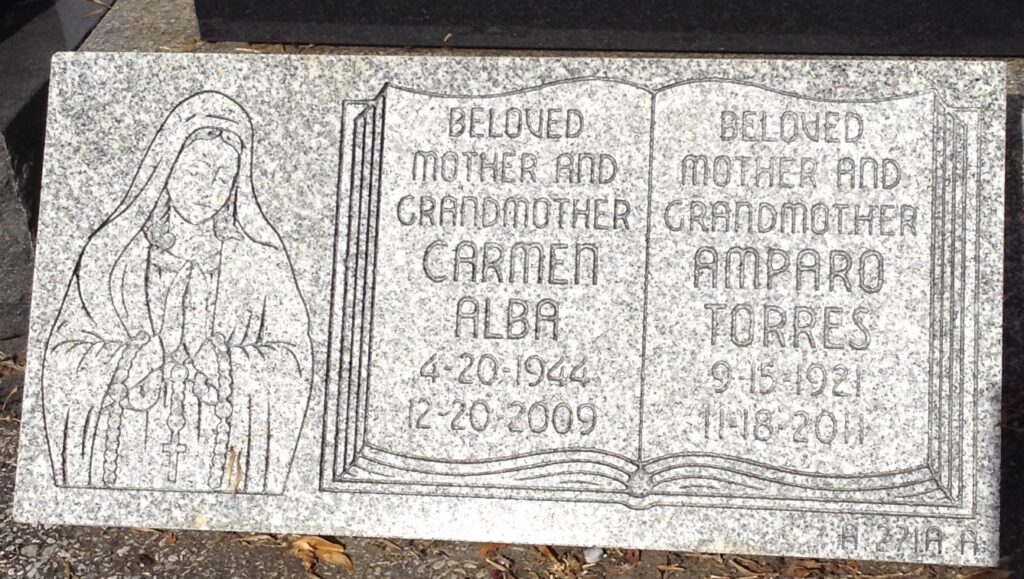 BELOVED
MOTHER AND
GRANDMOTHER
CARMEN
ALBA
4-20-1944
12-20-2009
BELOVED
MOTHER AND
GRANDMOTHER
AMPARO
TORRES
9-15-1921
11-18-2011
A 271A A